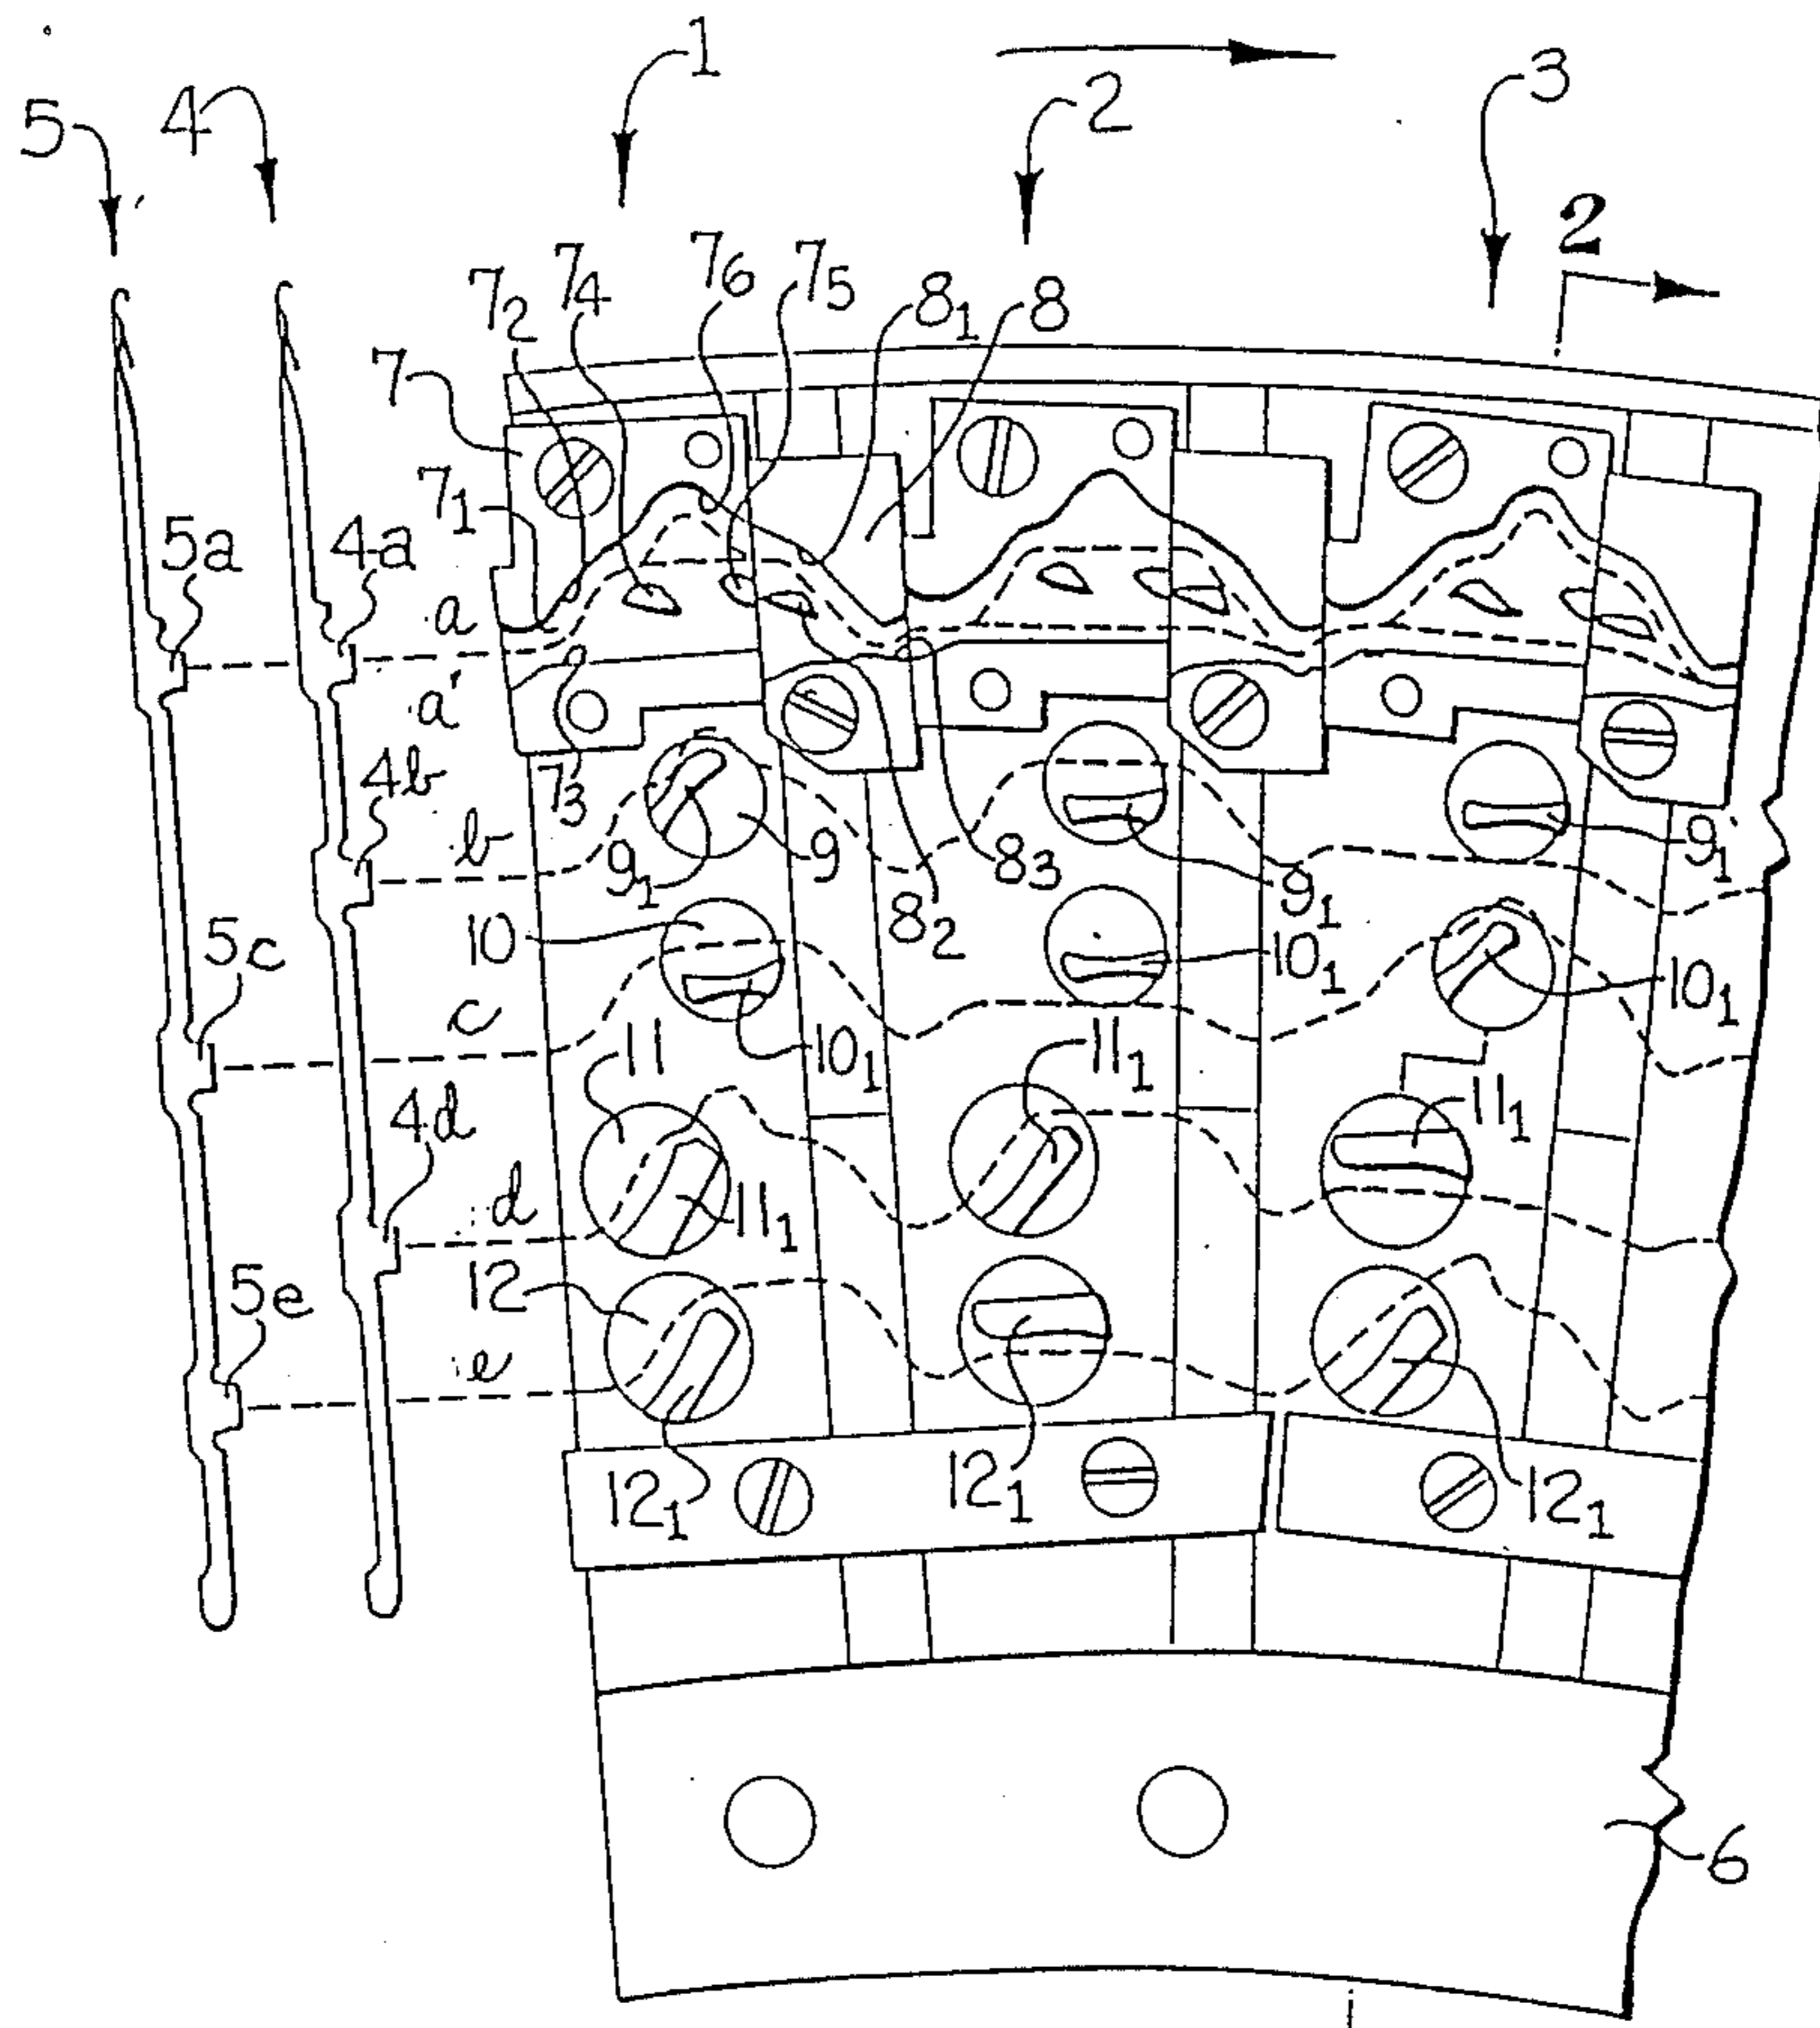 1
2
3
5
4
2
7₂ 7₄ 7₆ 7₅ 8₁ 8
7
7₁
5a 4a
a
a'
4b 7₃
b 9₁ 9 8₃ 9₁ 9₁
8₂
5c 10 10₁ 10₁
c 11 10₁ 11₁ 11₁
4d
d 11₁
5e 12
e
12₁ 12₁ 12₁
6